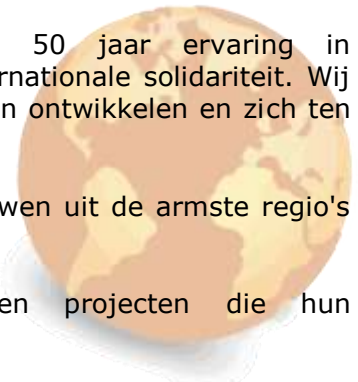 50 jaar ervaring in
rnationale solidariteit. Wij
n ontwikkelen en zich ten
wen uit de armste regio's
en projecten die hun